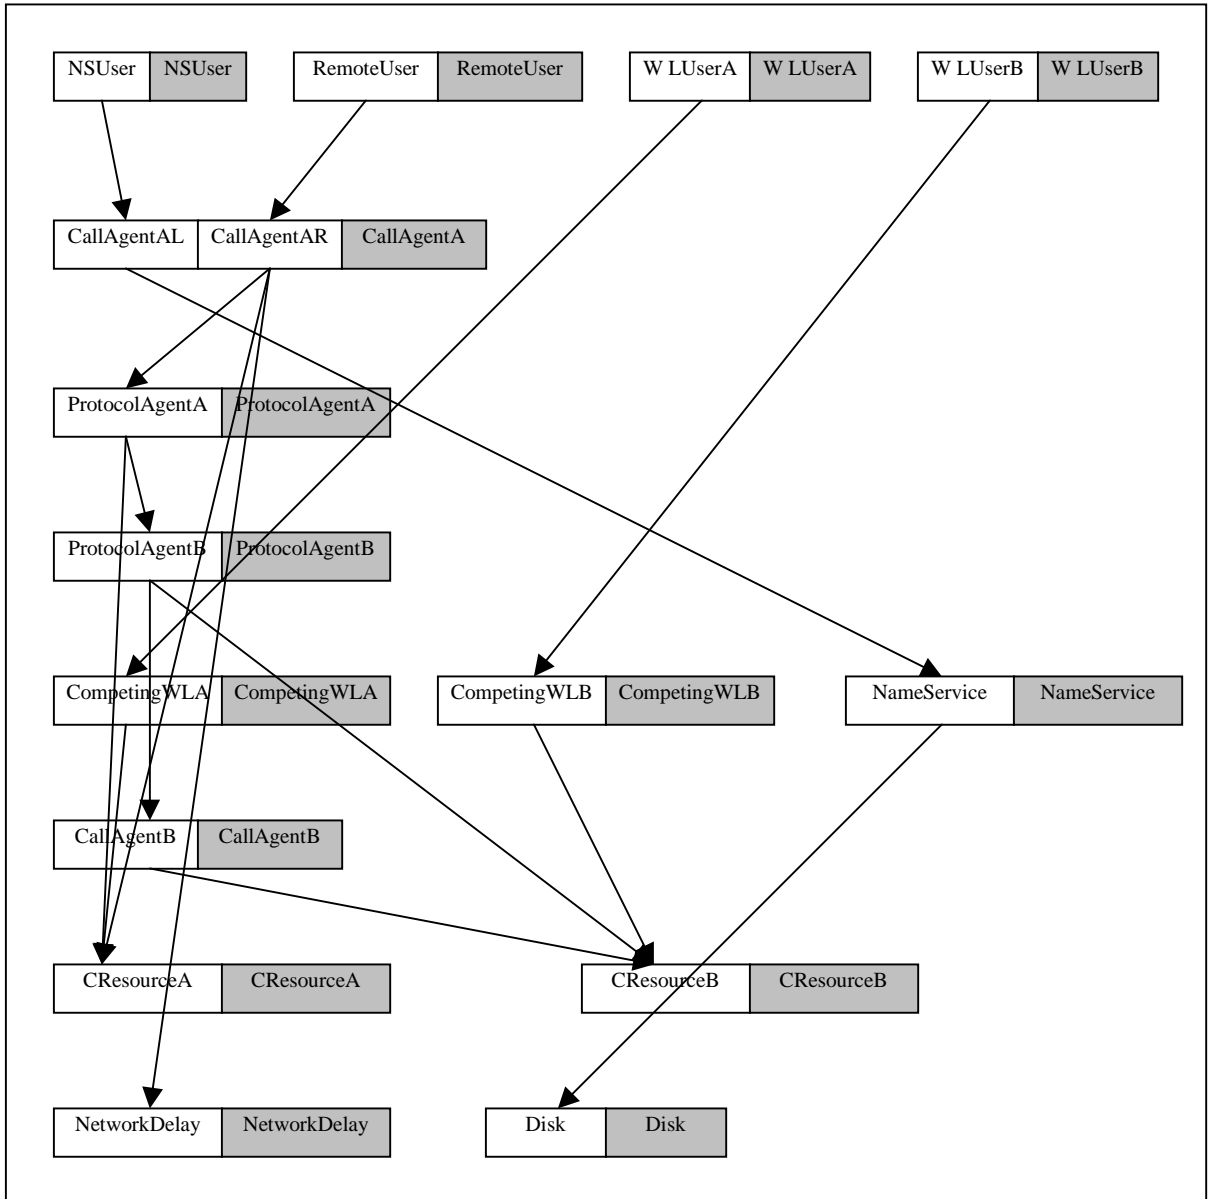 NSUser NSUser RemoteUser RemoteUser W LUserA W LUserA W LUserB W LUserB
CallAgentAL CallAgentAR CallAgentA
ProtocolAgentA ProtocolAgentA
ProtocolAgentB ProtocolAgentB
CompetingWLA CompetingWLA CompetingWLB CompetingWLB NameService NameService
CallAgentB CallAgentB
CResourceA CResourceA CResourceB CResourceB
NetworkDelay NetworkDelay Disk Disk